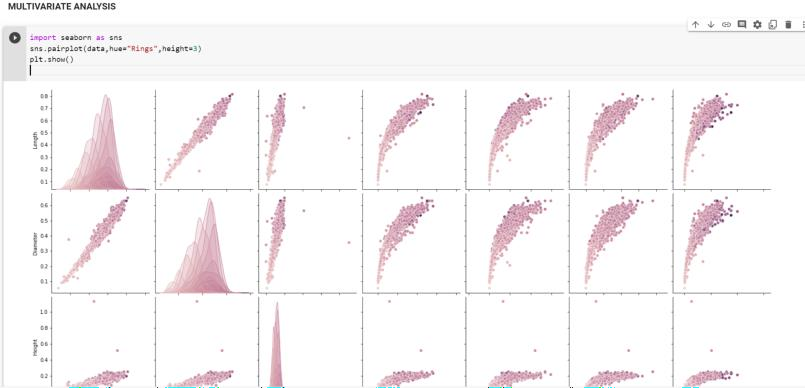 MULTIVARIATE ANALYSIS
import seaborn as sns
sns.pairplot(data,hue="Rings",height=3)
plt.show()
0.8
0.7
0.6
0.5
0.4
0.3
0.2
0.1
Length
0.6
0.5
0.4
0.3
0.2
0.1
Diameter
1.0
0.8
0.6
0.4
0.2
Height